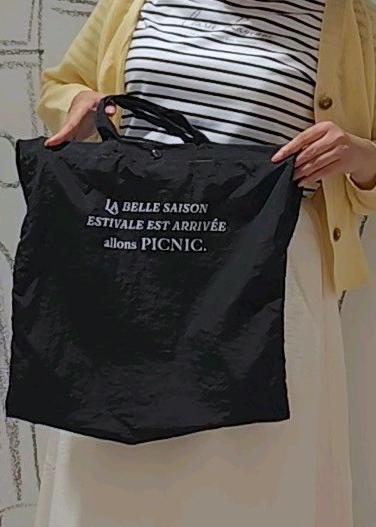 LA BELLE SAISON
ESTIVALE EST ARRIVÉE
allons PICNIC.